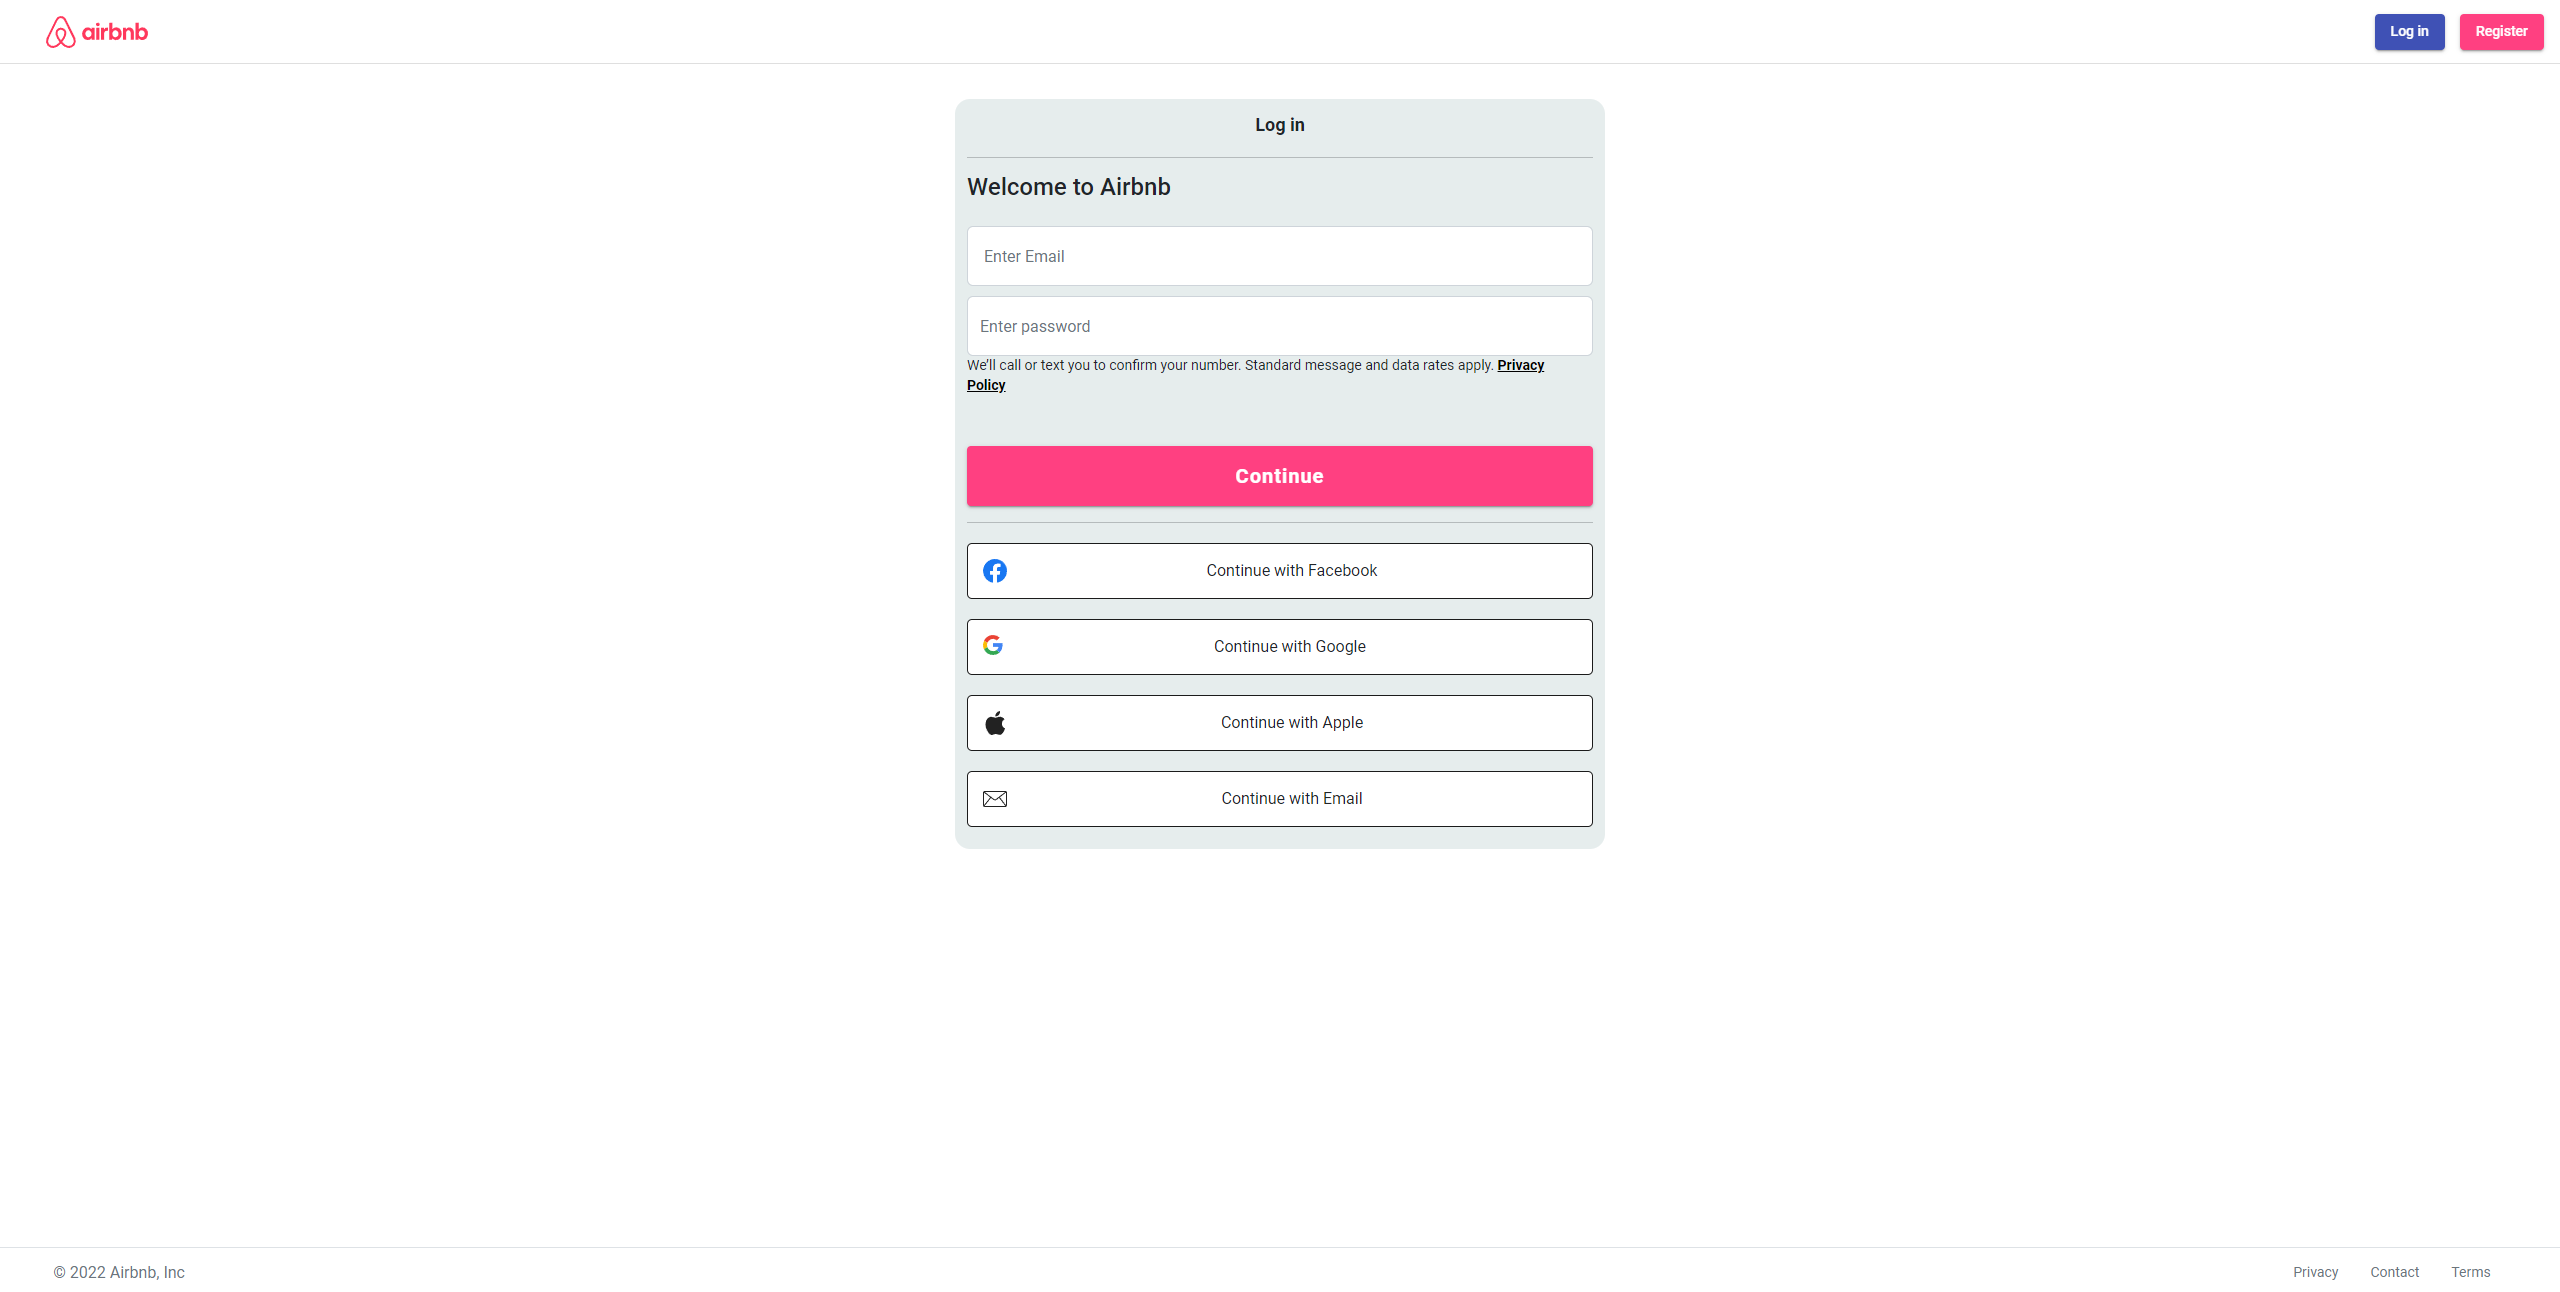 airbnb
Log in
Register
Log in
Welcome to Airbnb
Enter Email
Enter password
We’ll call or text you to confirm your number. Standard message and data rates apply. Privacy
Policy
Continue
Continue with Facebook
Continue with Google
Continue with Apple
Continue with Email
© 2022 Airbnb, Inc
Privacy
Contact
Terms